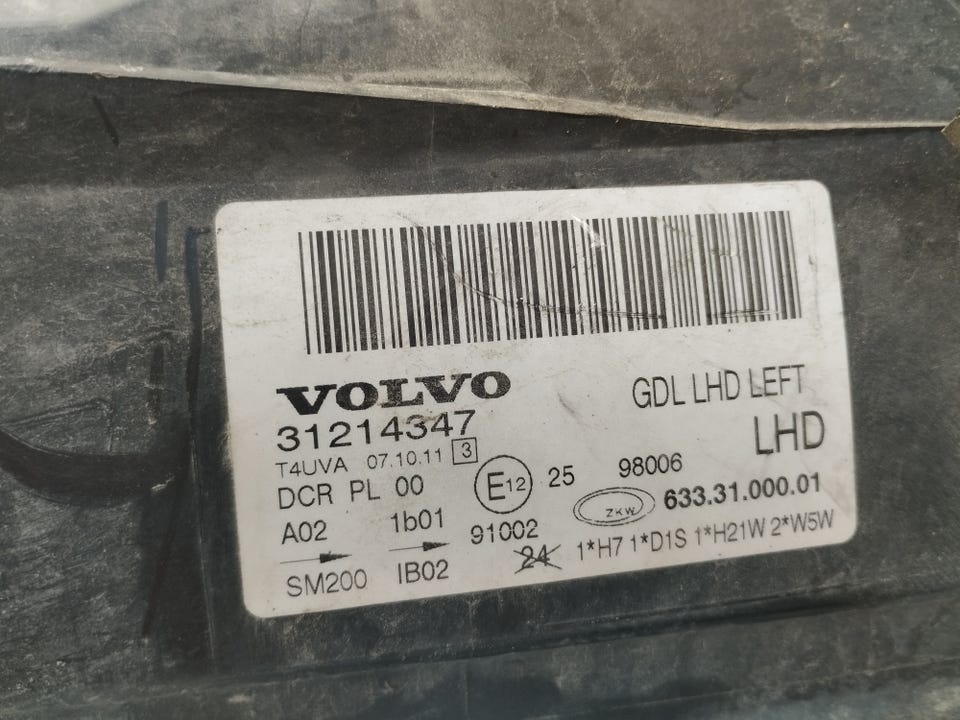 VOLVO
GDL LHD LEFT
31214347
LHD
T4UVA 07.10.11 3
DCR PL 00
E12 25 98006
ZKW 633.31.000.01
A02 1b01 91002
24 1*H7 1*D1S 1*H21W 2*W5W
SM200 IB02